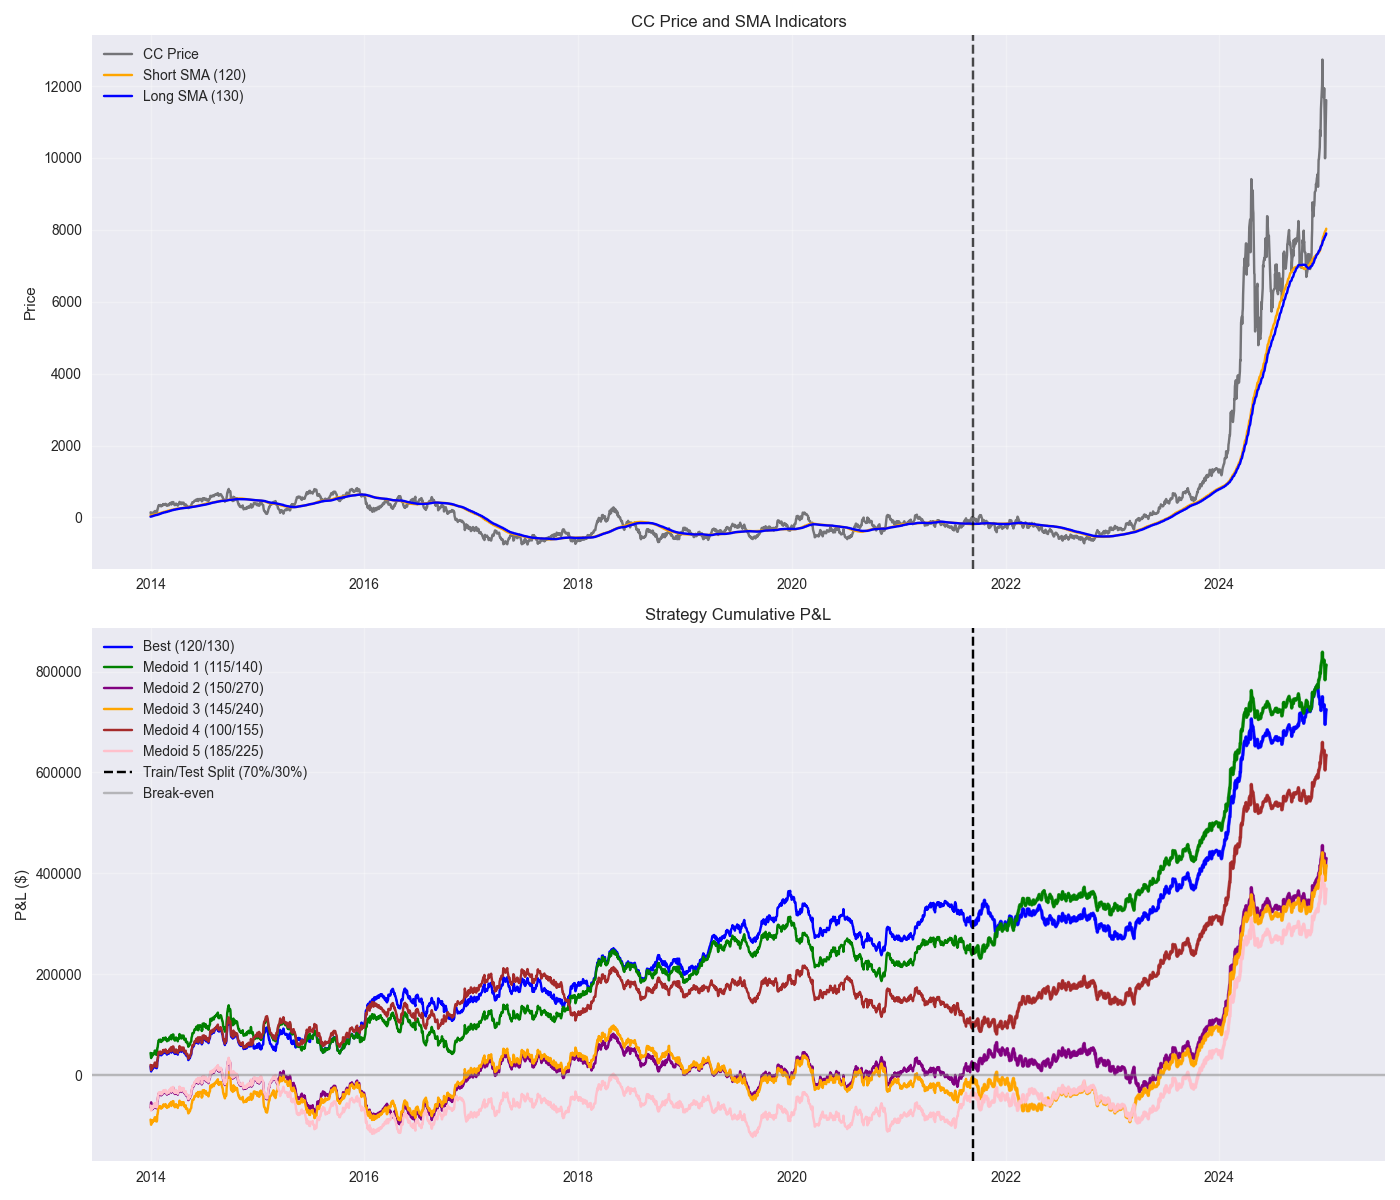 CC Price and SMA Indicators
CC Price
Short SMA (120)
Long SMA (130)
Price
12000
10000
8000
6000
4000
2000
0
2014 2016 2018 2020 2022 2024
Strategy Cumulative P&L
Best (120/130)
Medoid 1 (115/140)
Medoid 2 (150/270)
Medoid 3 (145/240)
Medoid 4 (100/155)
Medoid 5 (185/225)
Train/Test Split (70%/30%)
Break-even
P&L ($)
800000
600000
400000
200000
0
2014 2016 2018 2020 2022 2024